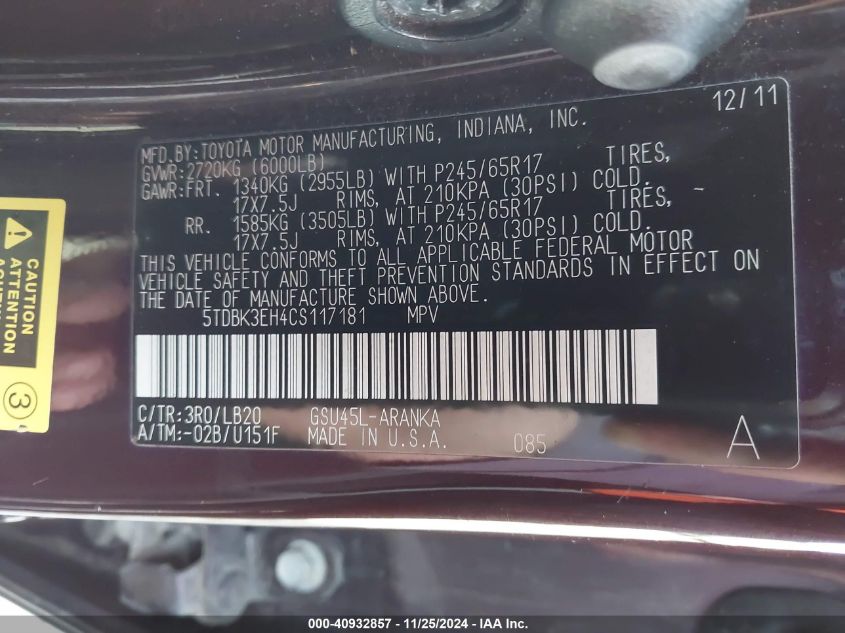 12/11
MFD.BY:TOYOTA MOTOR MANUFACTURING, INDIANA, INC.
GVWR:2720KG (6000LB)
GAWR:FRT. 1340KG (2955LB) WITH P245/65R17 TIRES,
17X7.5J RIMS, AT 210KPA (30PSI) COLD.
RR. 1585KG (3505LB) WITH P245/65R17 TIRES,
17X7.5J RIMS, AT 210KPA (30PSI) COLD.
THIS VEHICLE CONFORMS TO ALL APPLICABLE FEDERAL MOTOR
VEHICLE SAFETY AND THEFT PREVENTION STANDARDS IN EFFECT ON
THE DATE OF MANUFACTURE SHOWN ABOVE.
5TDBK3EH4CS117181 MPV
C/TR:3R0/LB20 GSU45L-ARANKA
A/TM:-02B/U151F MADE IN U.S.A. 085 A
CAUTION
ATTENTION
3
000-40932857 - 11/25/2024 - IAA Inc.